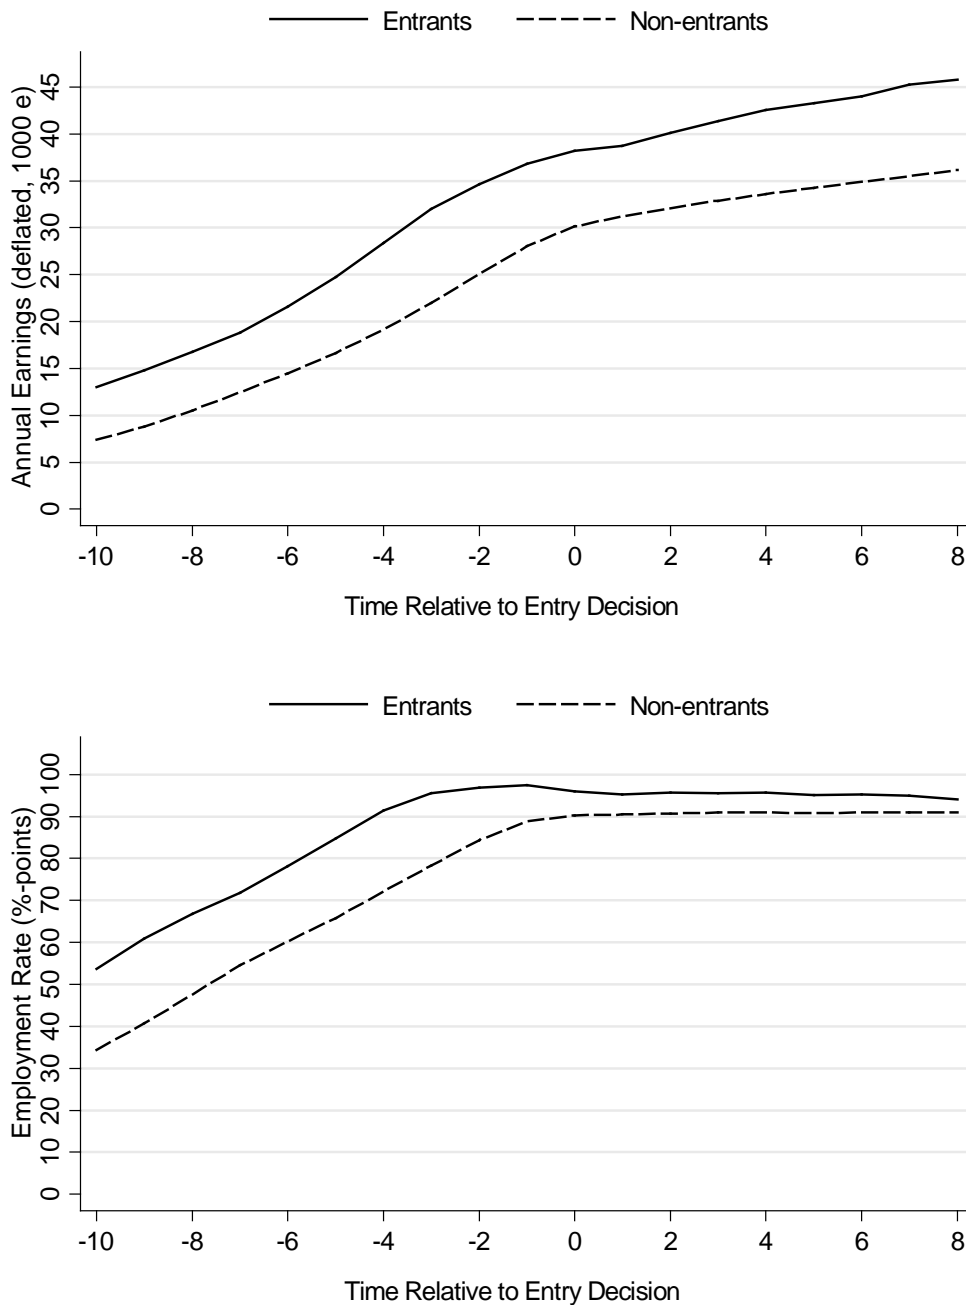 Entrants Non-entrants
Annual Earnings (deflated, 1000 e)
45
40
35
30
25
20
15
10
5
0
-10 -8 -6 -4 -2 0 2 4 6 8
Time Relative to Entry Decision
Entrants Non-entrants
Employment Rate (%-points)
100
90
80
70
60
50
40
30
20
10
0
-10 -8 -6 -4 -2 0 2 4 6 8
Time Relative to Entry Decision